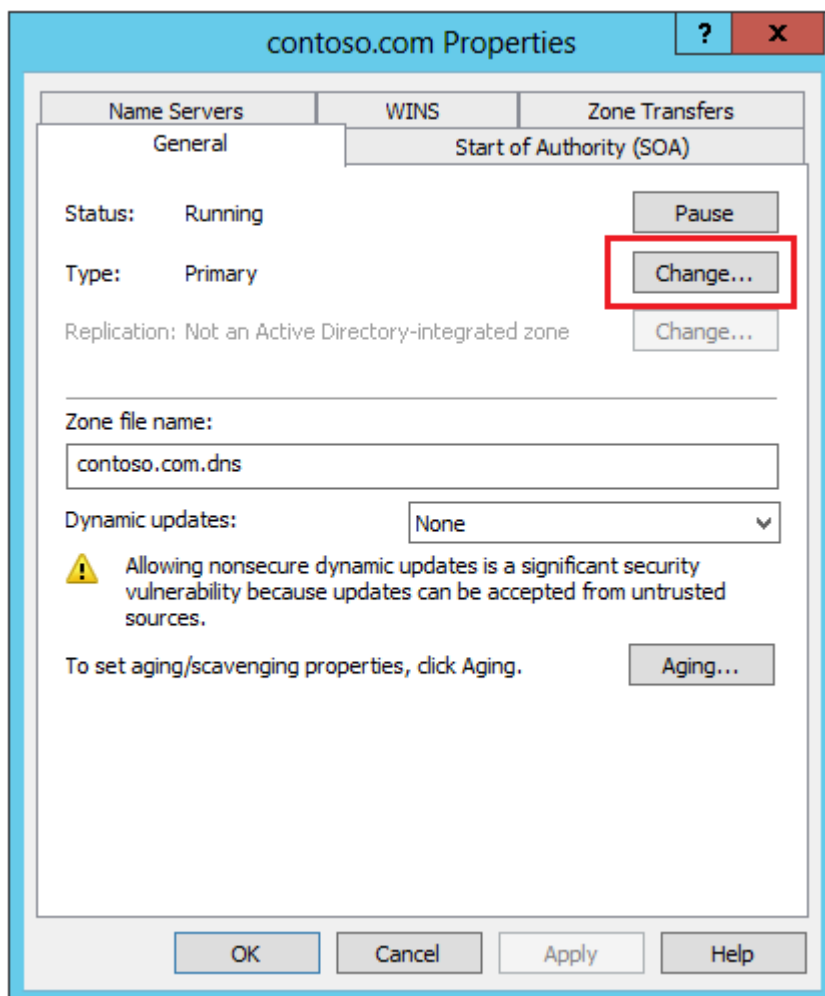 contoso.com Properties
? x
Name Servers WINS Zone Transfers
General Start of Authority (SOA)
Status: Running Pause
Type: Primary Change...
Replication: Not an Active Directory-integrated zone Change...
Zone file name:
contoso.com.dns
Dynamic updates: None
Allowing nonsecure dynamic updates is a significant security
vulnerability because updates can be accepted from untrusted
sources.
To set aging/scavenging properties, click Aging. Aging...
OK Cancel Apply Help